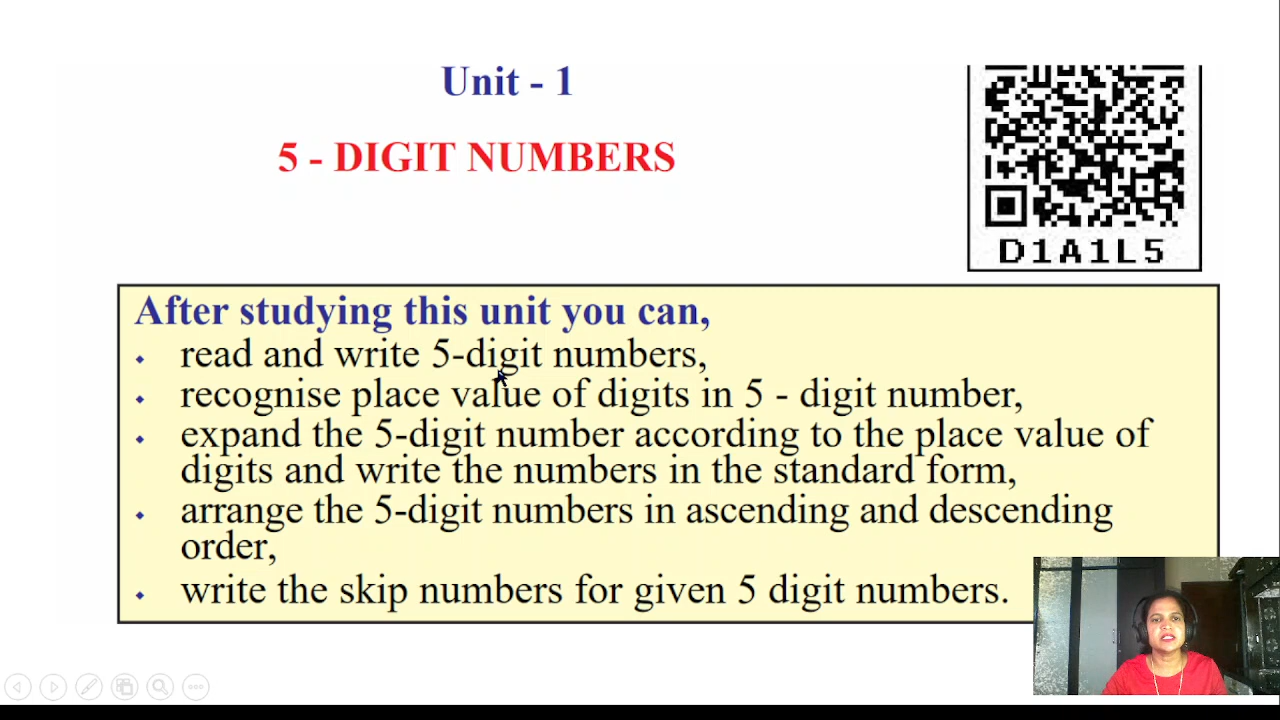 Unit - 1
5 - DIGIT NUMBERS
D1A1L5
After studying this unit you can,
read and write 5-digit numbers,
recognise place value of digits in 5 - digit number,
expand the 5-digit number according to the place value of
digits and write the numbers in the standard form,
arrange the 5-digit numbers in ascending and descending
order,
write the skip numbers for given 5 digit numbers.